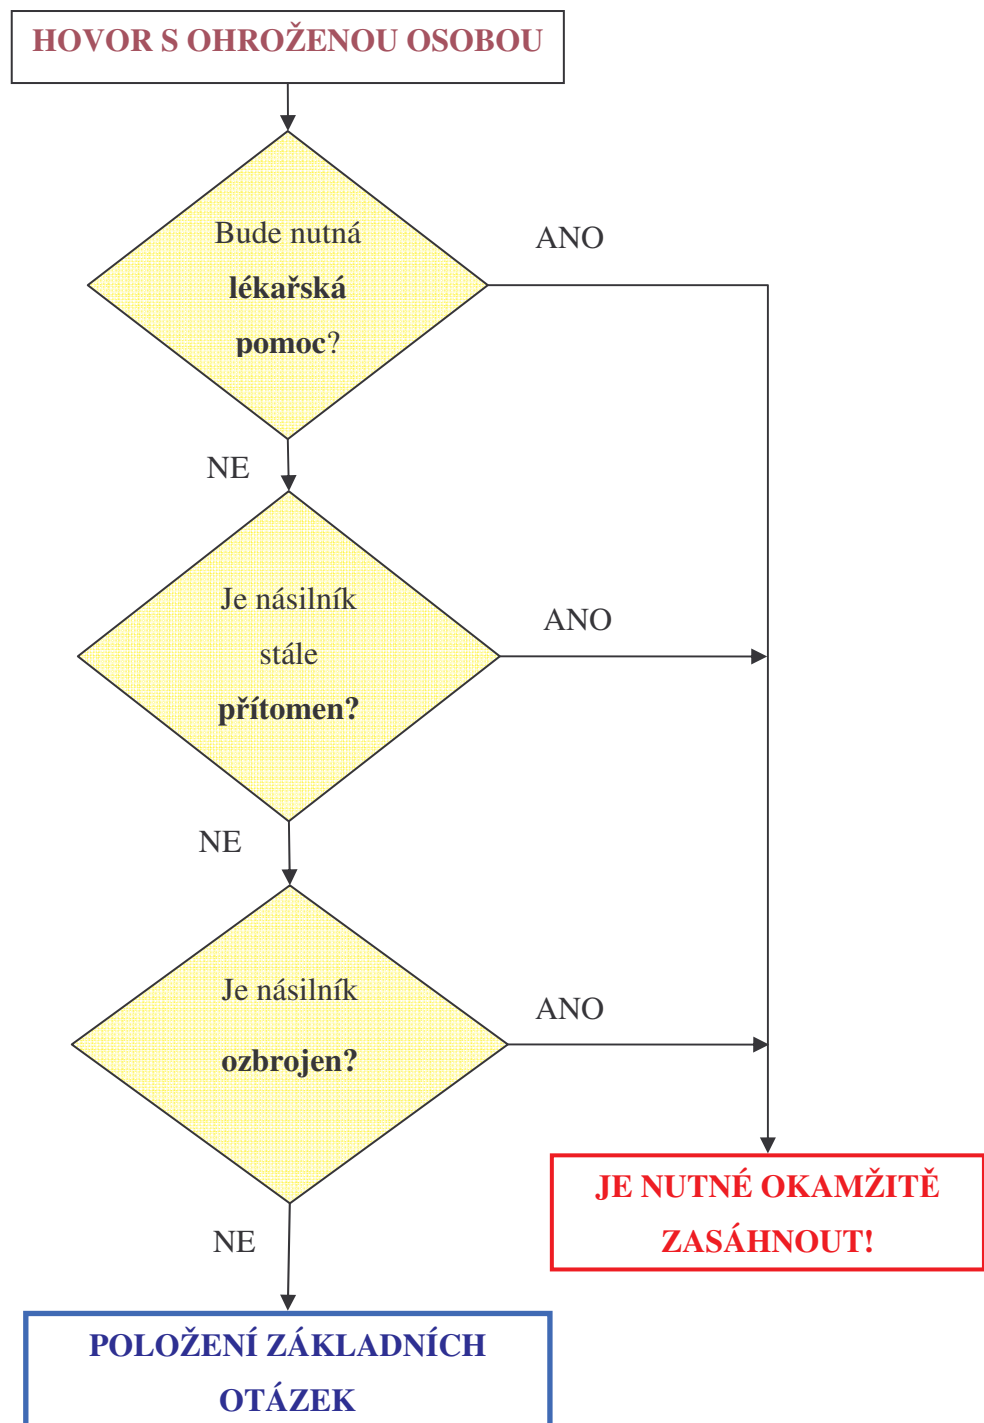 HOVOR S OHROŽENOU OSOBOU
Bude nutná
lékařská
pomoc?
ANO
NE
Je násilník
stále
přítomen?
ANO
NE
Je násilník
ozbrojen?
ANO
JE NUTNÉ OKAMŽITĚ
ZASÁHNOUT!
NE
POLOŽENÍ ZÁKLADNÍCH
OTÁZEK